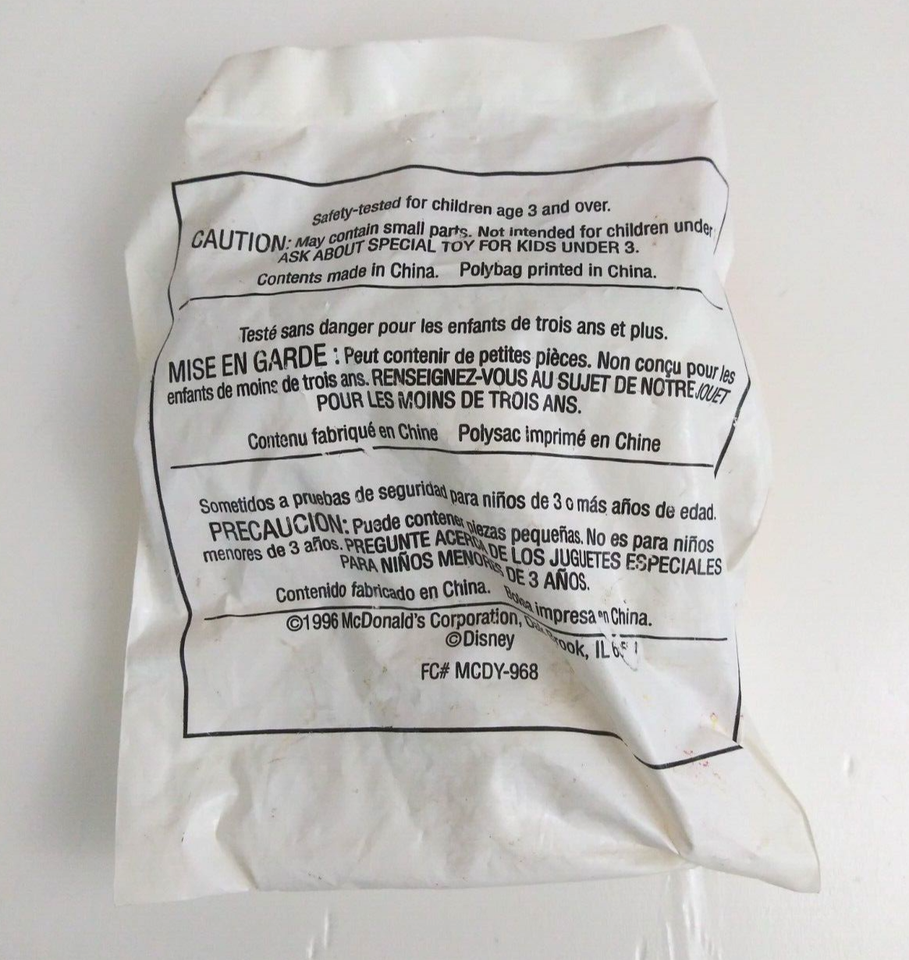 Safety-tested for children age 3 and over.
CAUTION: May contain small parts. Not intended for children under
ASK ABOUT SPECIAL TOY FOR KIDS UNDER 3.
Contents made in China. Polybag printed in China.
Testé sans danger pour les enfants de trois ans et plus.
MISE EN GARDE : Peut contenir de petites pièces. Non conçu pour les
enfants de moins de trois ans. RENSEIGNEZ-VOUS AU SUJET DE NOTRE JOUET
POUR LES MOINS DE TROIS ANS.
Contenu fabriqué en Chine Polysac imprimé en Chine
Sometidos a pruebas de seguridad para niños de 3 o más años de edad.
PRECAUCION: Puede contener piezas pequeñas. No es para niños
menores de 3 años. PREGUNTE ACERCA DE LOS JUGUETES ESPECIALES
PARA NIÑOS MENORES DE 3 AÑOS.
Contenido fabricado en China. Bolsa impresa en China.
©1996 McDonald's Corporation, Oak Brook, IL
©Disney
FC# MCDY-968